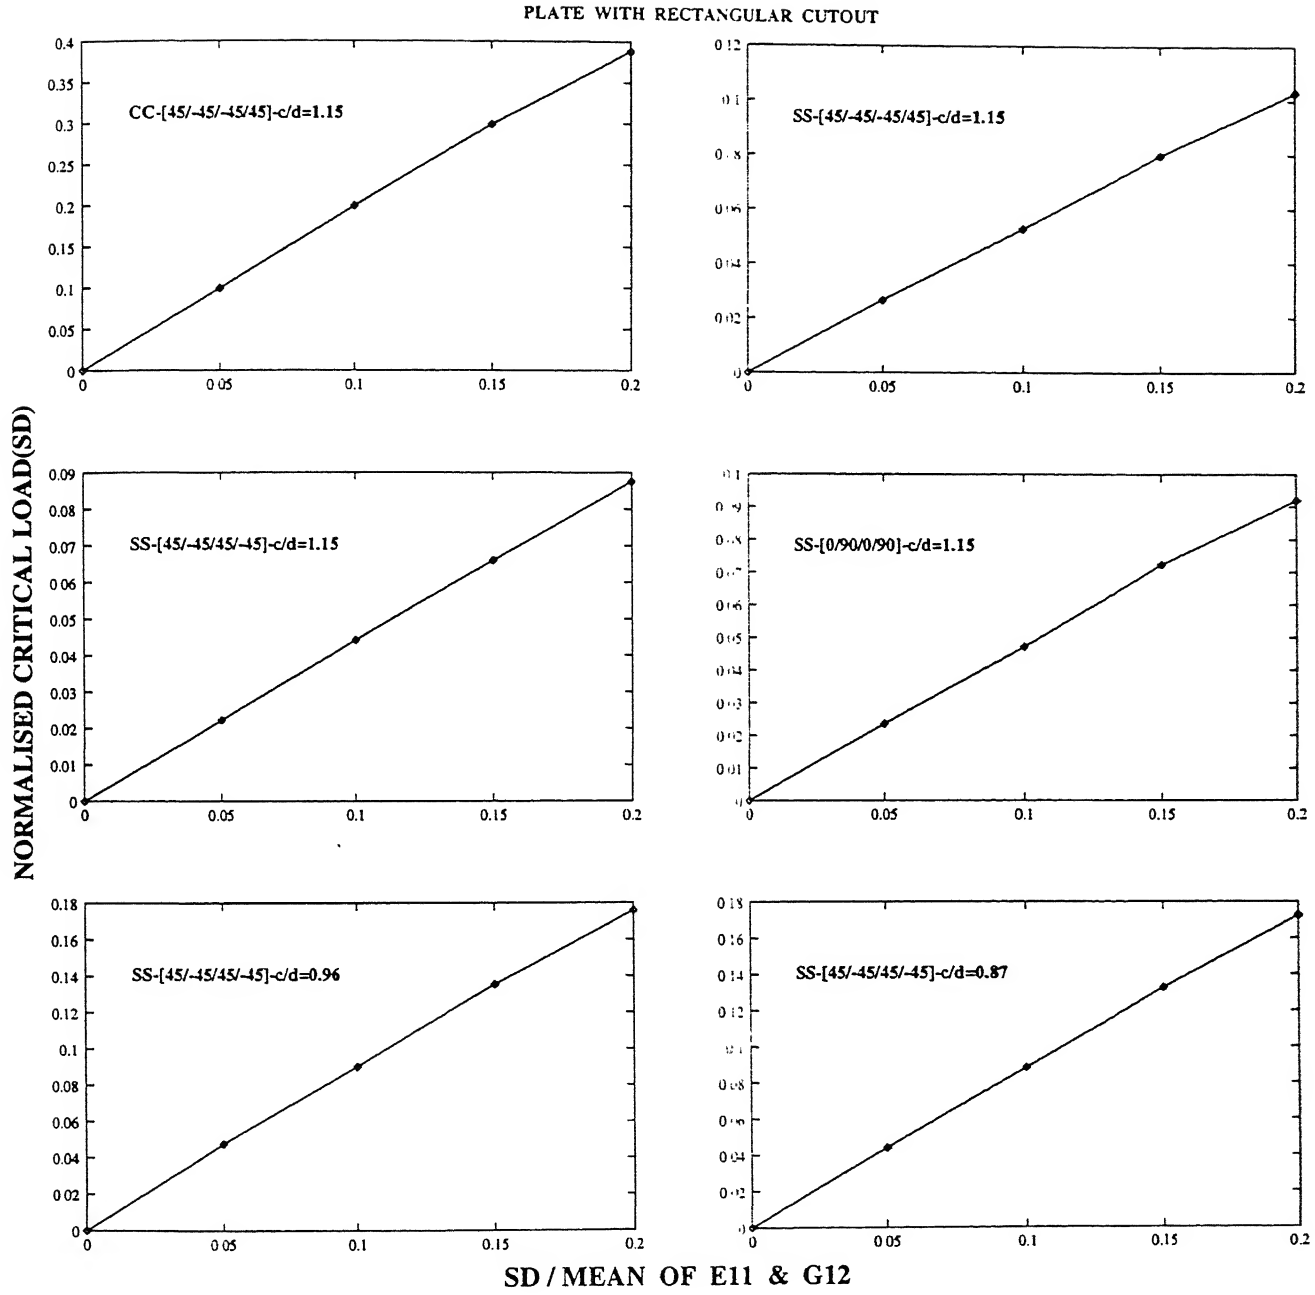 PLATE WITH RECTANGULAR CUTOUT
NORMALISED CRITICAL LOAD(SD)
CC-[45/-45/-45/45]-c/d=1.15
0.4
0.35
0.3
0.25
0.2
0.15
0.1
0.05
0
0 0 05 0.1 0.15 0.2
SS-[45/-45/-45/45]-c/d=1.15
0.12
0.1
0.04
0.02
0
0 0.05 0.1 0.15 0.2
SS-[45/-45/45/-45]-c/d=1.15
0.09
0.08
0.07
0 06
0.05
0.04
0.03
0.02
0.01
0
0 0.05 0.1 0.15 0.2
SS-[0/90/0/90]-c/d=1.15
0.1
0 01
0 0.05 0.1 0.15 0.2
SS-[45/-45/45/-45]-c/d=0.96
0.18
0.16
0.14
0.12
0.1
0.08
0.06
0.04
0 02
0
0 0 05 0.1 0.15 0.2
SS-[45/-45/45/-45]-c/d=0.87
0.18
0.16
0.14
0 0 05 0.1 0.15 0.2
SD / MEAN OF E11 & G12